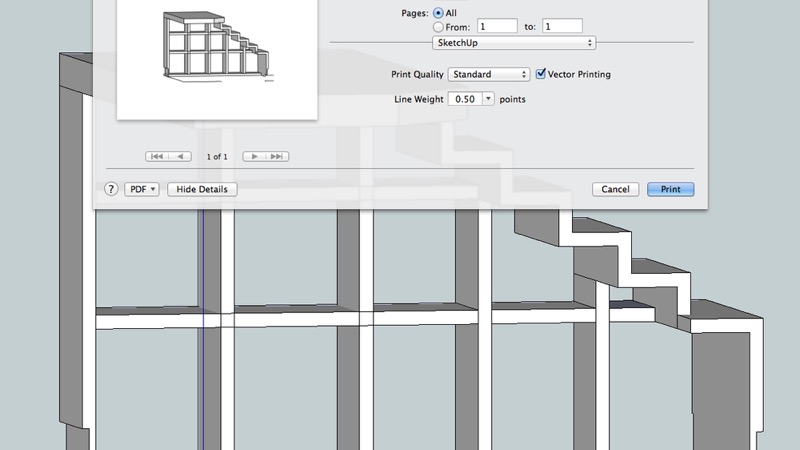 Pages: All
From: 1 to: 1
SketchUp
Print Quality Standard Vector Printing
Line Weight 0.50 points
1 of 1
? PDF Hide Details Cancel Print